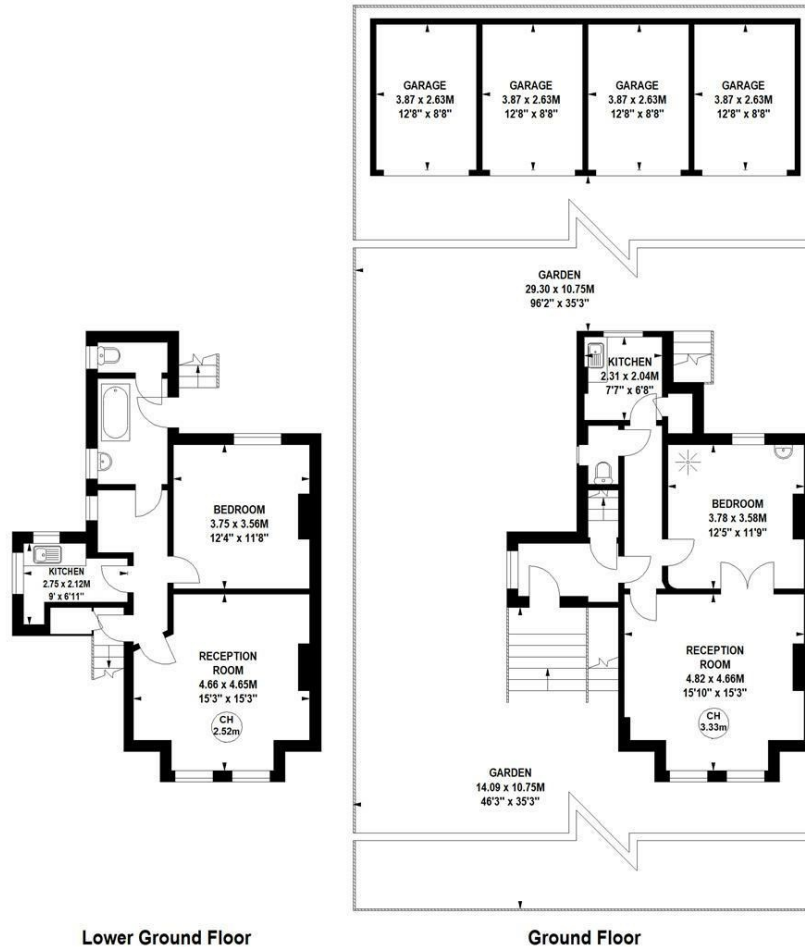 GARAGE
3.87 x 2.63M
12'8" x 8'8"
GARAGE
3.87 x 2.63M
12'8" x 8'8"
GARAGE
3.87 x 2.63M
12'8" x 8'8"
GARAGE
3.87 x 2.63M
12'8" x 8'8"
GARDEN
29.30 x 10.75M
96'2" x 35'3"
KITCHEN
2.31 x 2.04M
7'7" x 6'8"
BEDROOM
3.75 x 3.56M
12'4" x 11'8"
BEDROOM
3.78 x 3.58M
12'5" x 11'9"
KITCHEN
2.75 x 2.12M
9' x 6'11"
RECEPTION
ROOM
4.66 x 4.65M
15'3" x 15'3"
CH
2.52m
RECEPTION
ROOM
4.82 x 4.66M
15'10" x 15'3"
CH
3.33m
GARDEN
14.09 x 10.75M
46'3" x 35'3"
Lower Ground Floor
Ground Floor